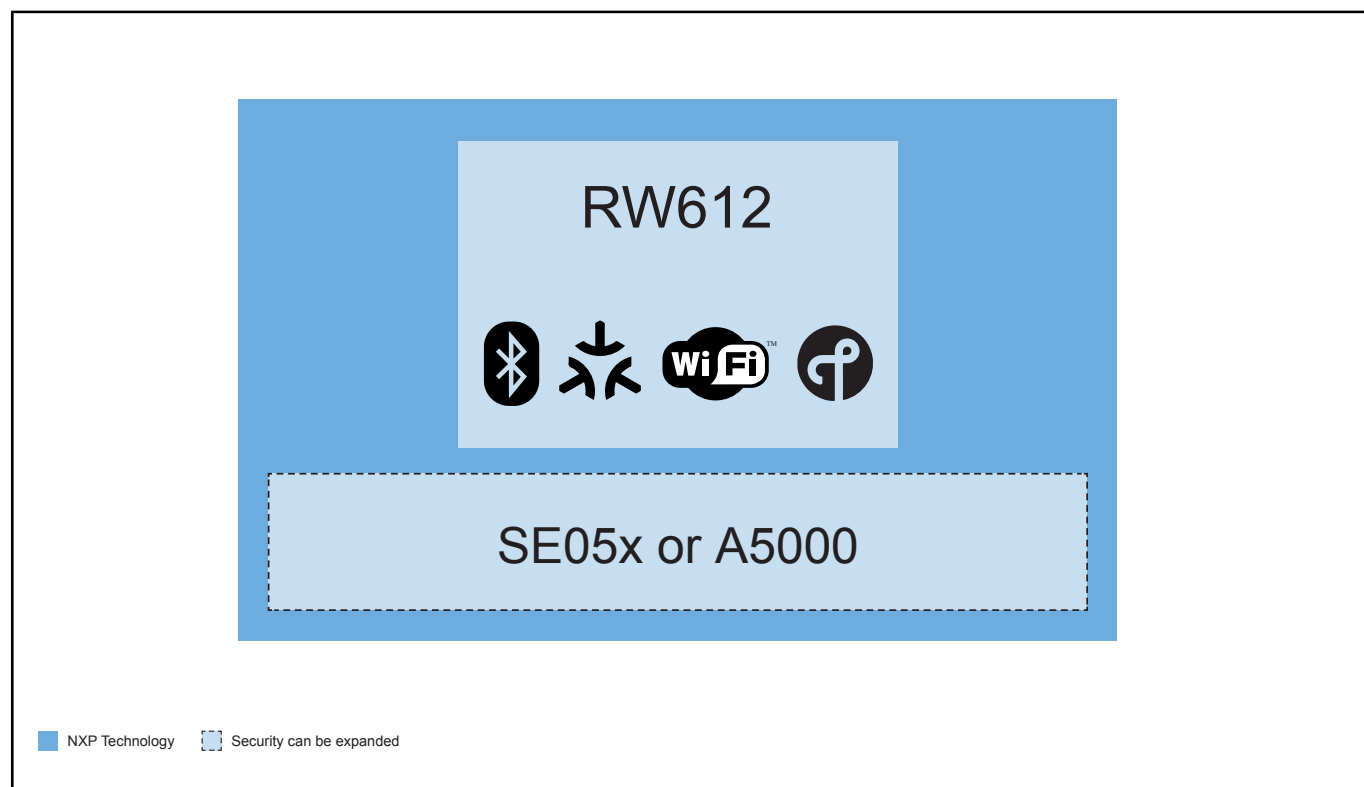 RW612
Wi Fi TM
SE05x or A5000
NXP Technology
Security can be expanded